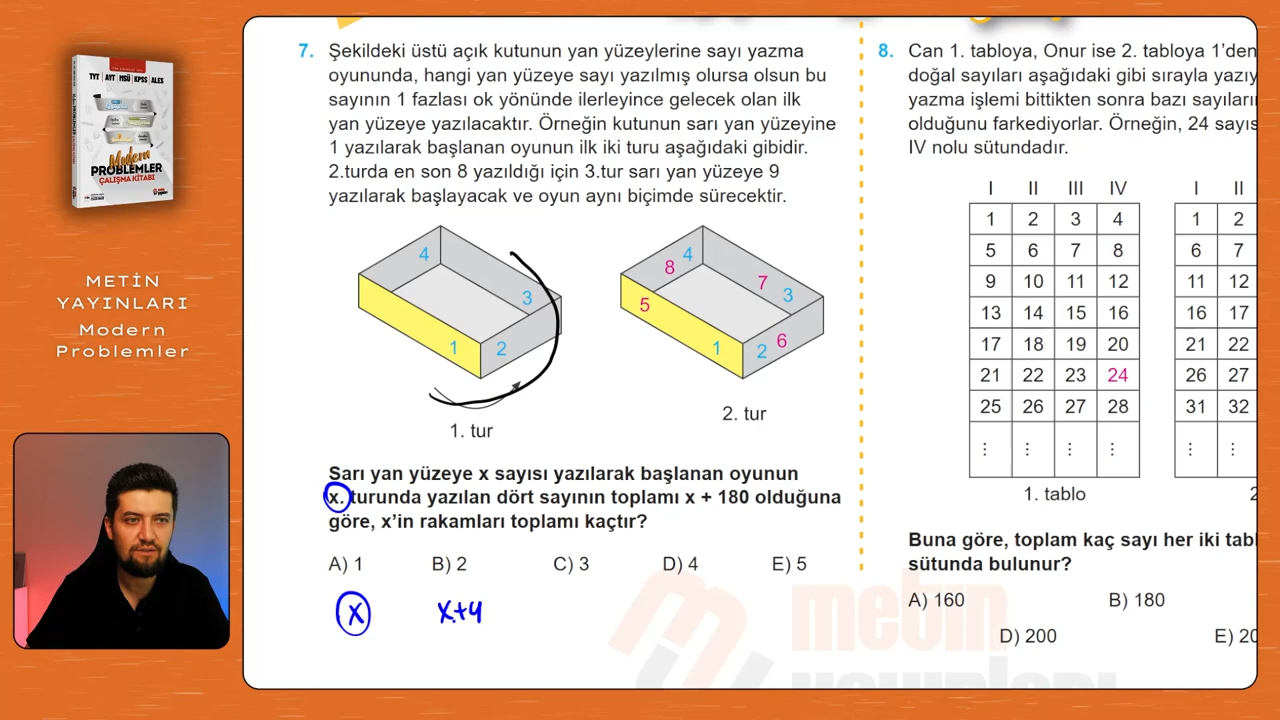 TYT | AYT | MSÜ | KPSS | ALES
Modern
PROBLEMLER
ÇALIŞMA KİTABI
METİN
YAYINLARI
Modern
Problemler
7. Şekildeki üstü açık kutunun yan yüzeylerine sayı yazma
oyununda, hangi yan yüzeye sayı yazılmış olursa olsun bu
sayının 1 fazlası ok yönünde ilerleyince gelecek olan ilk
yan yüzeye yazılacaktır. Örneğin kutunun sarı yan yüzeyine
1 yazılarak başlanan oyunun ilk iki turu aşağıdaki gibidir.
2.turda en son 8 yazıldığı için 3.tur sarı yan yüzeye 9
yazılarak başlayacak ve oyun aynı biçimde sürecektir.
4
3
1 2
1. tur
8 4
7 3
5
1 2 6
2. tur
Sarı yan yüzeye x sayısı yazılarak başlanan oyunun
x. turunda yazılan dört sayının toplamı x + 180 olduğuna
göre, x'in rakamları toplamı kaçtır?
A) 1 B) 2 C) 3 D) 4 E) 5
x x+4
8. Can 1. tabloya, Onur ise 2. tabloya 1'den
doğal sayıları aşağıdaki gibi sırayla
yazma işlemi bittikten sonra bazı
olduğunu farkediyorlar. Örneğin, 24
IV nolu sütundadır.
I II III IV
1 2 3 4
5 6 7 8
9 10 11 12
13 14 15 16
17 18 19 20
21 22 23 24
25 26 27 28
1. tablo
I II
1 2
6 7
11 12
16 17
21 22
26 27
31 32
2
Buna göre, toplam kaç sayı her iki
sütunda bulunur?
A) 160 B) 180
D) 200 E) 20
metin